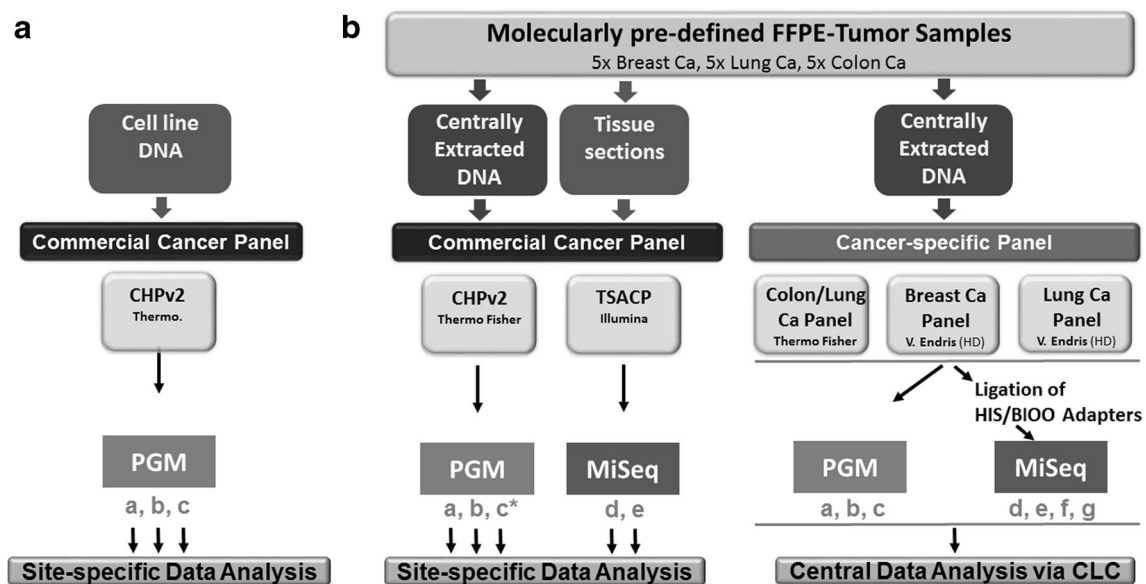 a
Cell line
DNA
Commercial Cancer Panel
CHPv2
Thermo.
PGM
a, b, c
Site-specific Data Analysis
b
Molecularly pre-defined FFPE-Tumor Samples
5x Breast Ca, 5x Lung Ca, 5x Colon Ca
Centrally
Extracted
DNA
Tissue
sections
Commercial Cancer Panel
CHPv2
Thermo Fisher
TSACP
Illumina
PGM
a, b, c*
MiSeq
d, e
Site-specific Data Analysis
Centrally
Extracted
DNA
Cancer-specific Panel
Colon/Lung
Ca Panel
Thermo Fisher
Breast Ca
Panel
V. Endris (HD)
Lung Ca
Panel
V. Endris (HD)
Ligation of
HIS/BIOO Adapters
PGM
a, b, c
MiSeq
d, e, f, g
Central Data Analysis via CLC